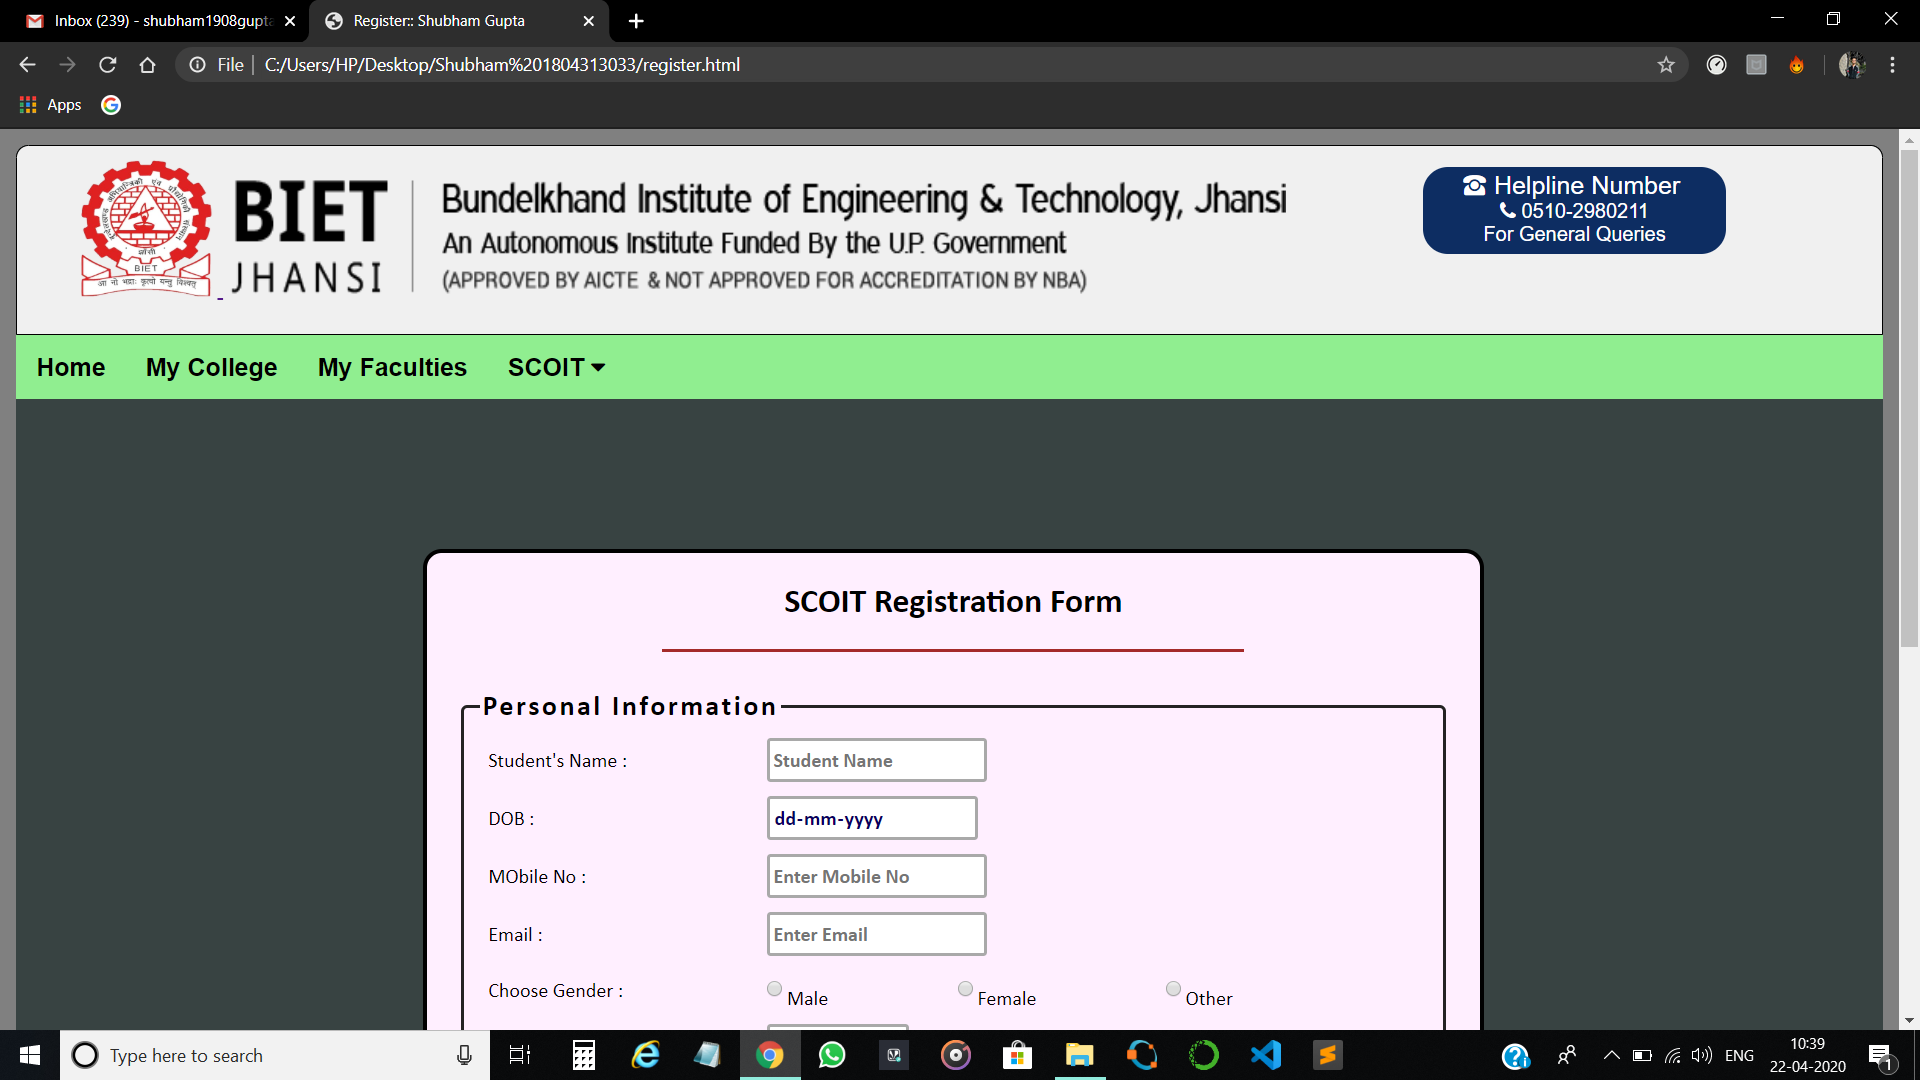 Inbox (239) - shubham1908gupta
Register:: Shubham Gupta
File
C:/Users/HP/Desktop/Shubham%201804313033/register.html
Apps
BIET
JHANSI
BIET
Bundelkhand Institute of Engineering & Technology, Jhansi
An Autonomous Institute Funded By the U.P. Government
(APPROVED BY AICTE & NOT APPROVED FOR ACCREDITATION BY NBA)
Helpline Number
0510-2980211
For General Queries
Home
My College
My Faculties
SCOIT
SCOIT Registration Form
Personal Information
Student's Name :
Student Name
DOB :
dd-mm-yyyy
MObile No :
Enter Mobile No
Email :
Enter Email
Choose Gender :
Male
Female
Other
Type here to search
ENG
10:39
22-04-2020
1